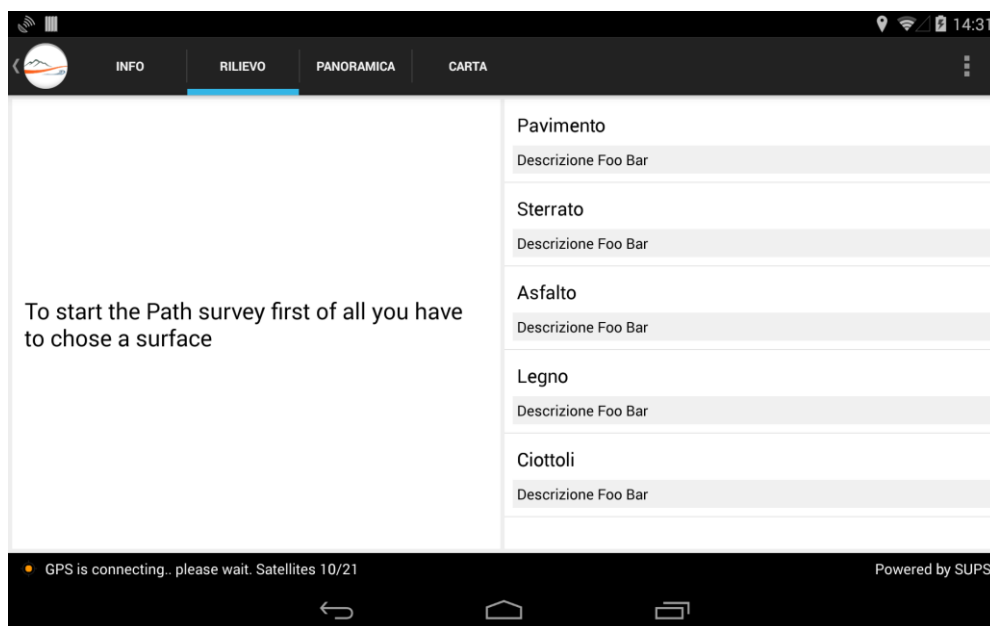 14:31
INFO
RILIEVO
PANORAMICA
CARTA
To start the Path survey first of all you have
to chose a surface
Pavimento
Descrizione Foo Bar
Sterrato
Descrizione Foo Bar
Asfalto
Descrizione Foo Bar
Legno
Descrizione Foo Bar
Ciottoli
Descrizione Foo Bar
GPS is connecting.. please wait. Satellites 10/21
Powered by SUPS